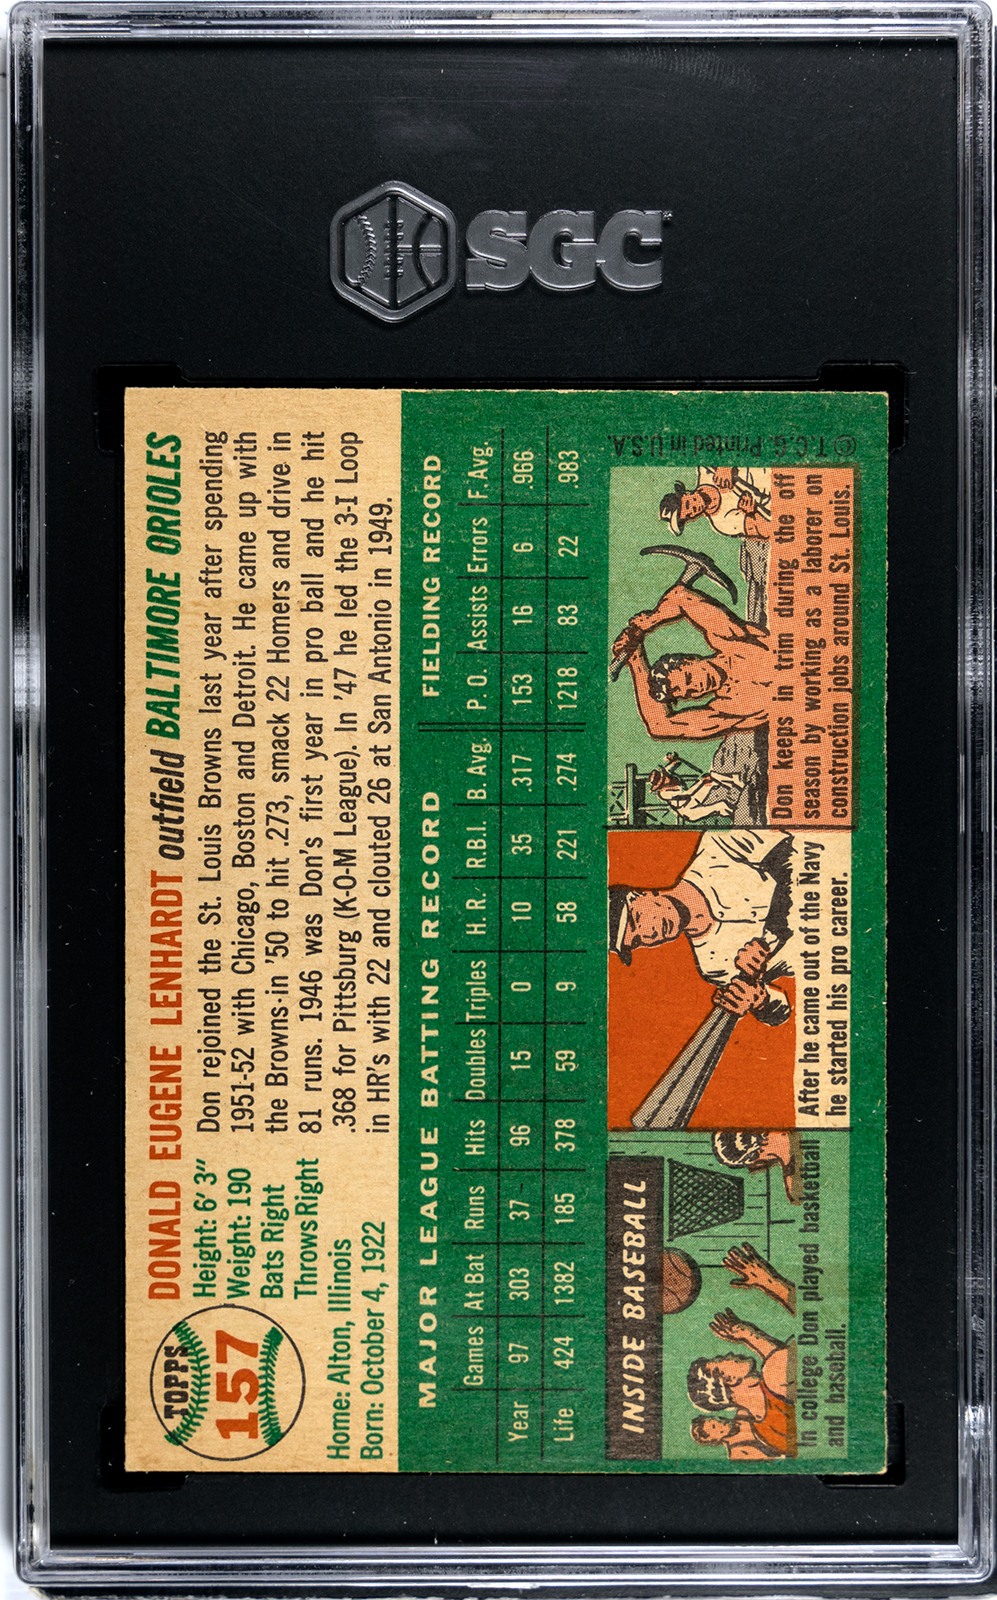 SGC
TOPPS
157
DONALD EUGENE LENHARDT outfield BALTIMORE ORIOLES
Height: 6' 3"
Weight: 190
Bats Right
Throws Right
Home: Alton, Illinois
Born: October 4, 1922
Don rejoined the St. Louis Browns last year after spending
1951-52 with Chicago, Boston and Detroit. He came up with
the Browns in '50 to hit .273, smack 22 Homers and drive in
81 runs. 1946 was Don's first year in pro ball and he hit
.368 for Pittsburg (K-O-M League). In '47 he led the 3-I Loop
in HR's with 22 and clouted 26 at San Antonio in 1949.
MAJOR LEAGUE BATTING RECORD FIELDING RECORD
Games At Bat Runs Hits Doubles Triples H.R. R.B.I. B. Avg. P.O. Assists Errors F. Avg.
Year 97 303 37 96 15 0 10 35 .317 153 16 6 .966
Life 424 1382 185 378 59 9 58 221 .274 1218 83 22 .983
INSIDE BASEBALL
In college Don played basketball
and baseball.
After he came out of the Navy
he started his pro career.
Don keeps in trim during the off
season by working as a laborer on
construction jobs around St. Louis.
© T.C.G. Printed in U.S.A.